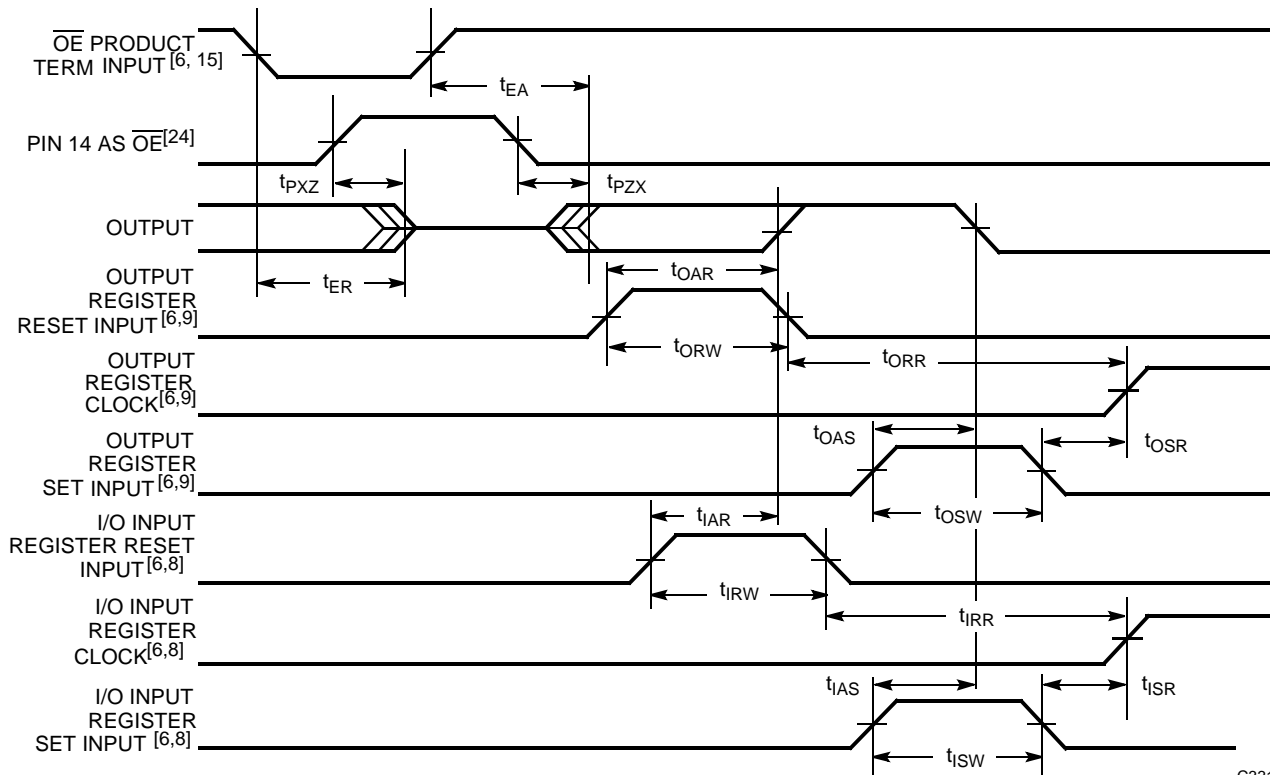 OE PRODUCT
TERM INPUT[6, 15]
tEA
PIN 14 AS OE[24]
tPXZ
tPZX
OUTPUT
tER
tOAR
OUTPUT
REGISTER
RESET INPUT[6,9]
tORW
tORR
OUTPUT
REGISTER
CLOCK[6,9]
tOAS
tOSR
OUTPUT
REGISTER
SET INPUT[6,9]
tOSW
tIAR
I/O INPUT
REGISTER RESET
INPUT[6,8]
tIRW
tIRR
I/O INPUT
REGISTER
CLOCK[6,8]
tIAS
tISR
I/O INPUT
REGISTER
SET INPUT [6,8]
tISW